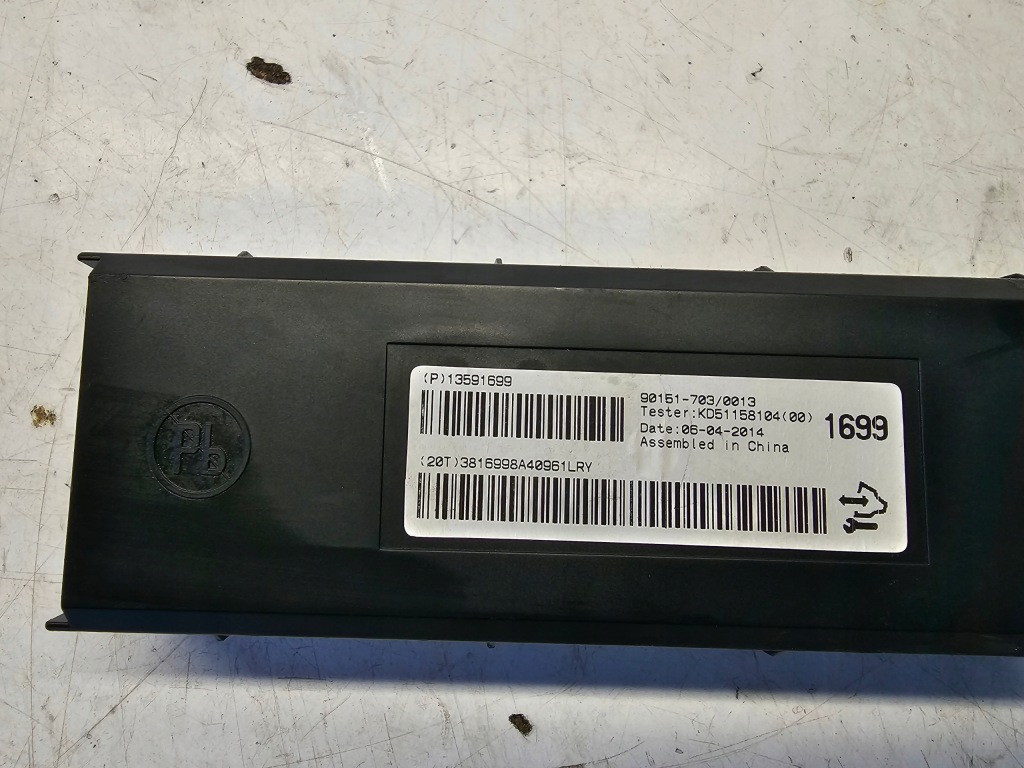 (P)13591699
90151-703/0013
Tester:KD51158104(00)
Date:06-04-2014
Assembled in China
1699
(20T)3816998A40961LRY